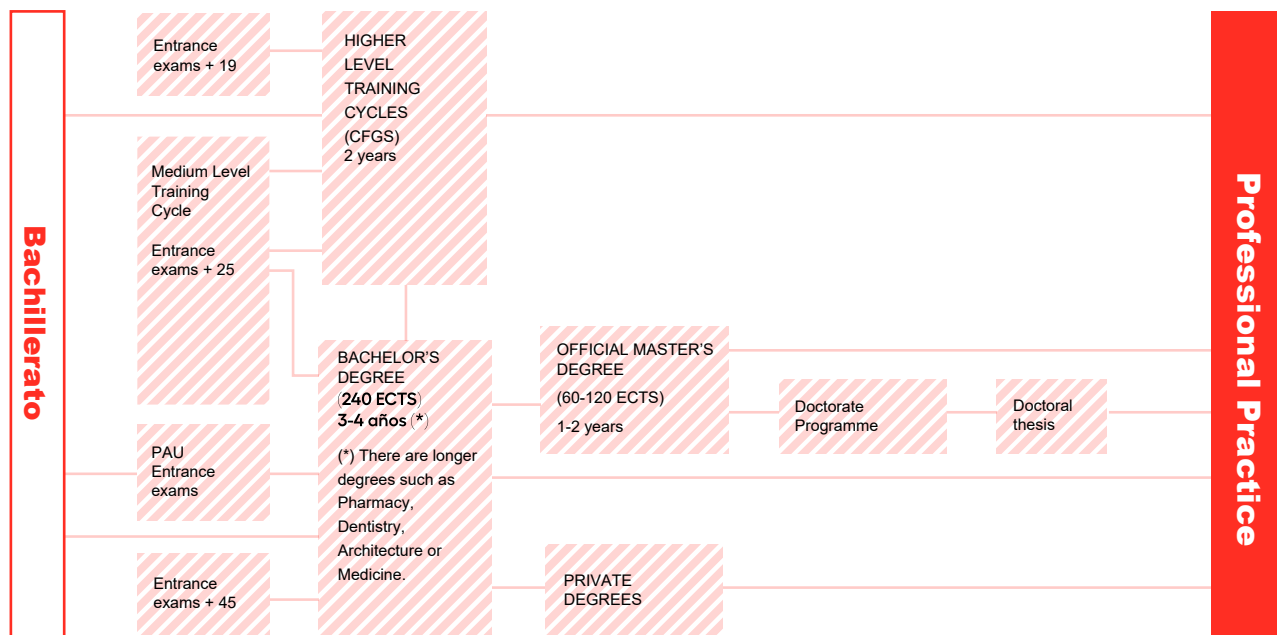 Bachillerato
Entrance
exams + 19
Medium Level
Training
Cycle
Entrance
exams + 25
PAU
Entrance
exams
Entrance
exams + 45
HIGHER
LEVEL
TRAINING
CYCLES
(CFGS)
2 years
BACHELOR'S
DEGREE
(240 ECTS)
3-4 años (*)
(*) There are longer
degrees such as
Pharmacy,
Dentistry,
Architecture or
Medicine.
OFFICIAL MASTER'S
DEGREE
(60-120 ECTS)
1-2 years
Doctorate
Programme
Doctoral
thesis
PRIVATE
DEGREES
Professional Practice